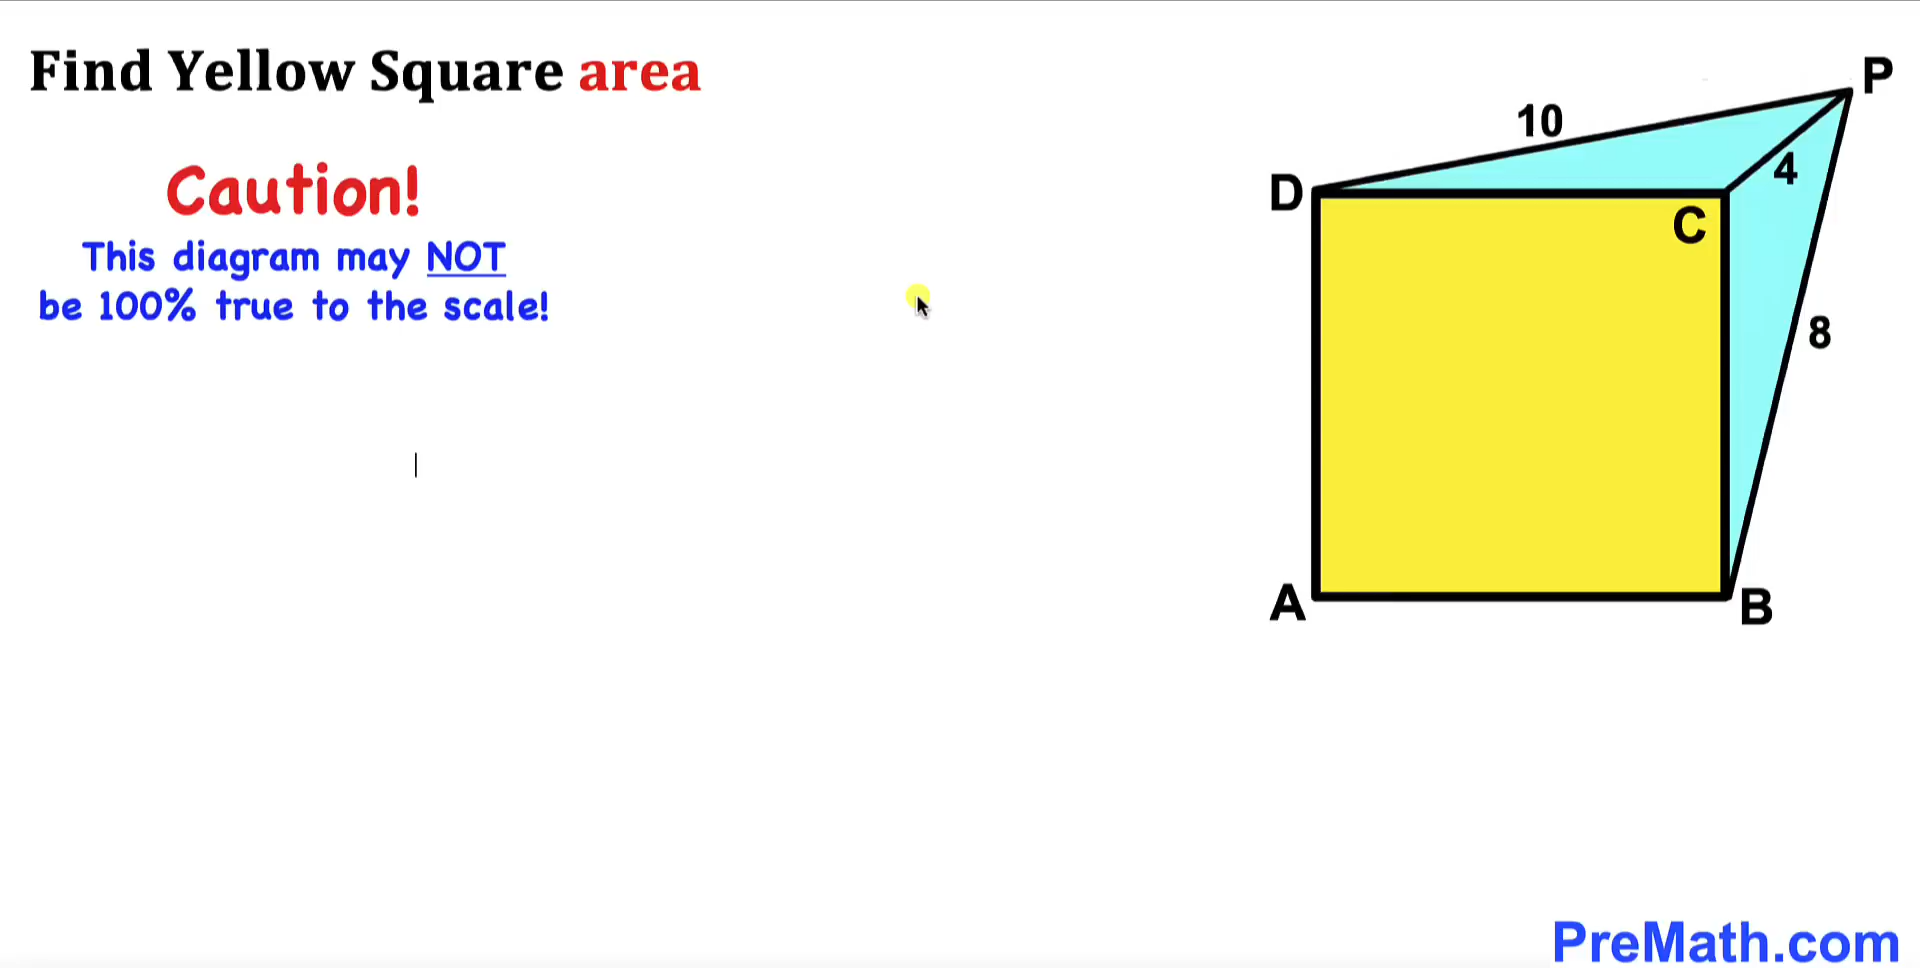 Find Yellow Square area
Caution!
This diagram may NOT
be 100% true to the scale!
P
10
4
D
C
8
A
B
PreMath.com